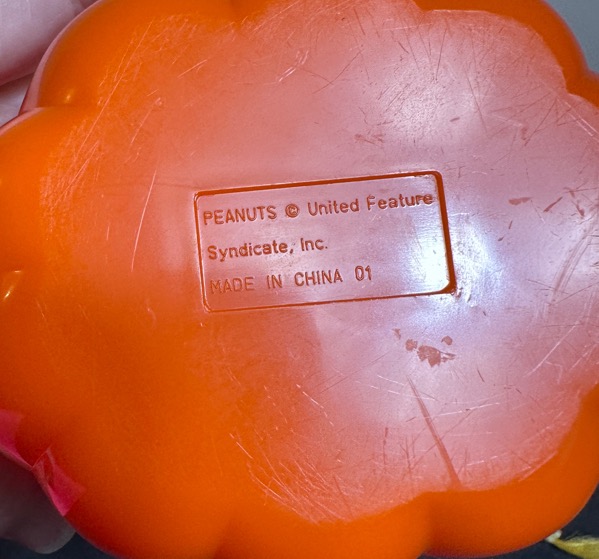 PEANUTS © United Feature
Syndicate, Inc.
MADE IN CHINA 01